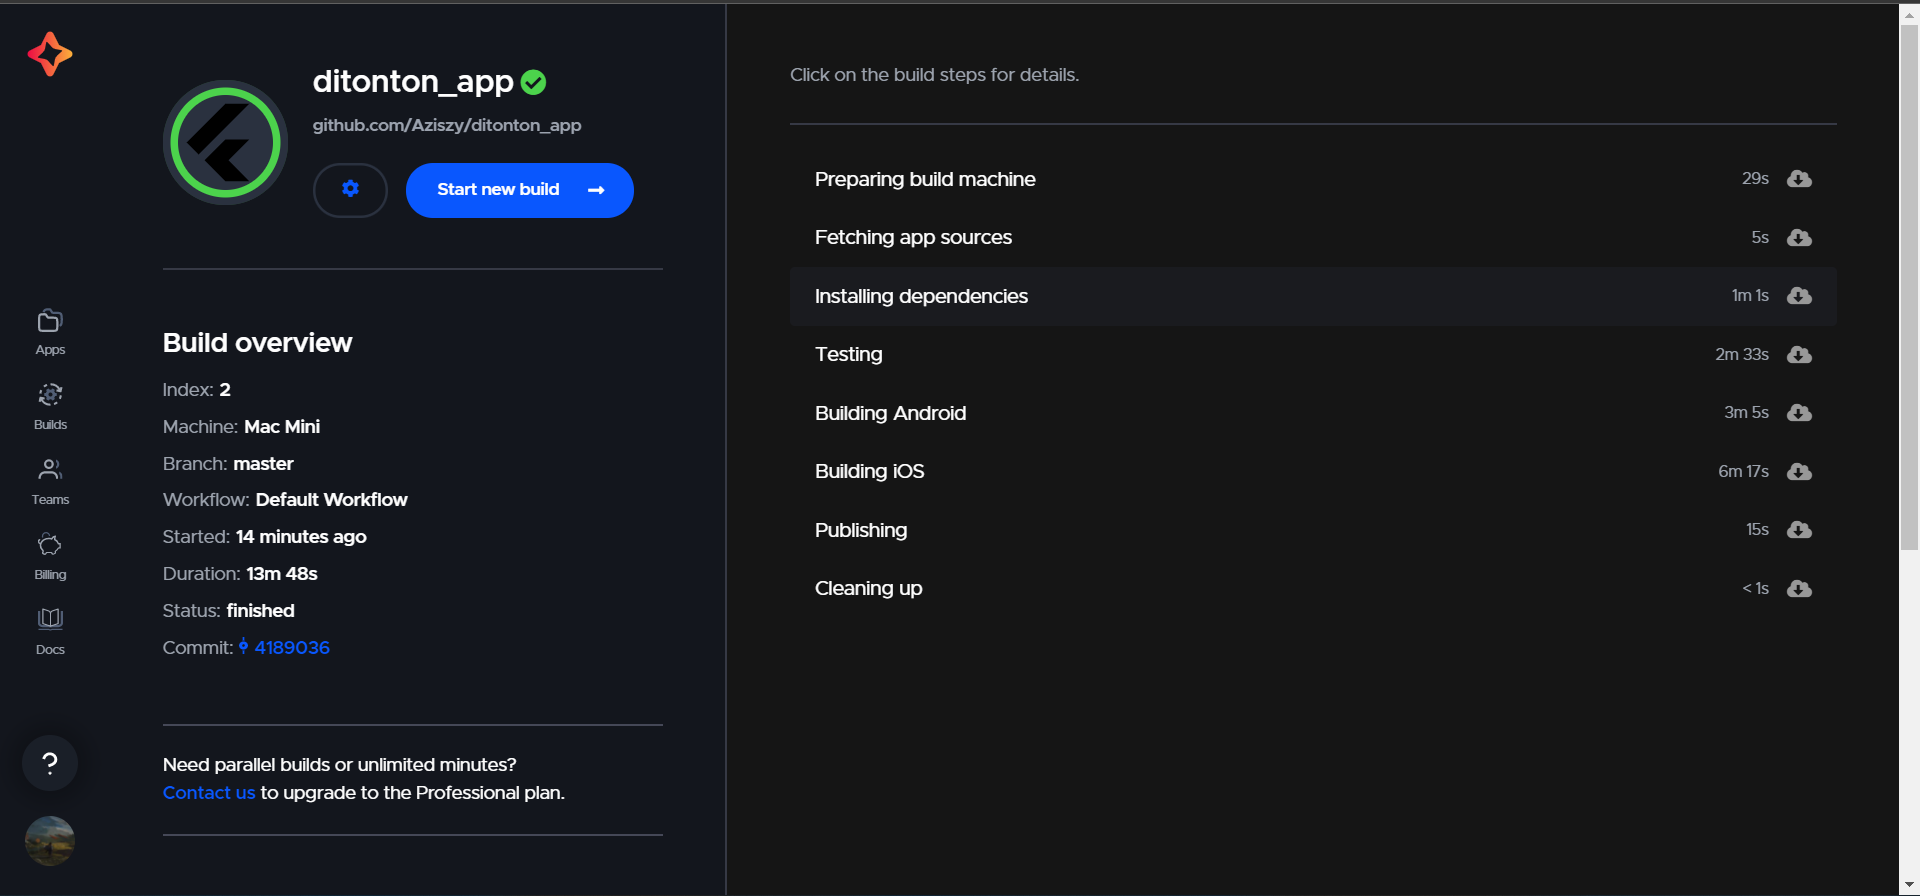 Apps
Builds
Teams
Billing
Docs
?
ditonton_app
github.com/Aziszy/ditonton_app
Start new build
Build overview
Index: 2
Machine: Mac Mini
Branch: master
Workflow: Default Workflow
Started: 14 minutes ago
Duration: 13m 48s
Status: finished
Commit: 4189036
Need parallel builds or unlimited minutes?
Contact us to upgrade to the Professional plan.
Click on the build steps for details.
Preparing build machine 29s
Fetching app sources 5s
Installing dependencies 1m 1s
Testing 2m 33s
Building Android 3m 5s
Building iOS 6m 17s
Publishing 15s
Cleaning up < 1s